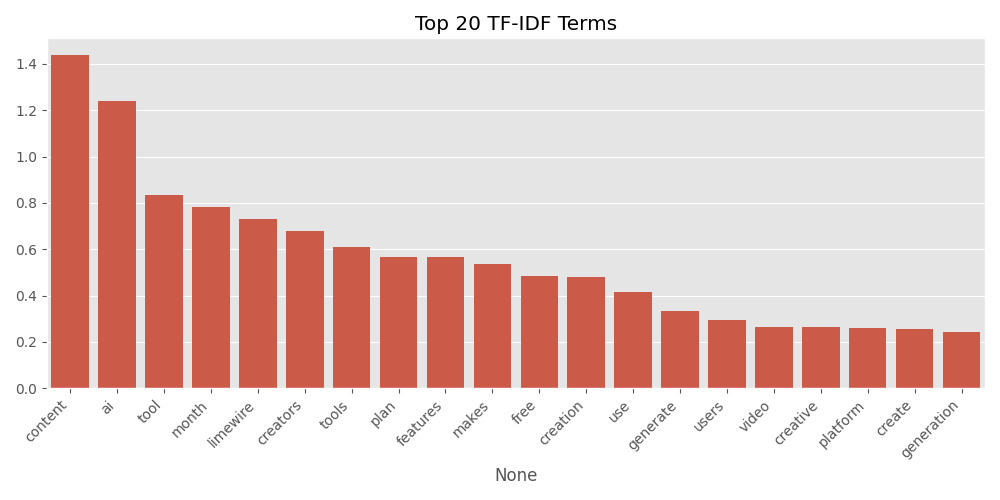 Top 20 TF-IDF Terms
1.4
1.2
1.0
0.8
0.6
0.4
0.2
0.0
content
ai
tool
month
limewire
creators
tools
plan
features
makes
free
creation
use
generate
users
video
creative
platform
create
generation
None